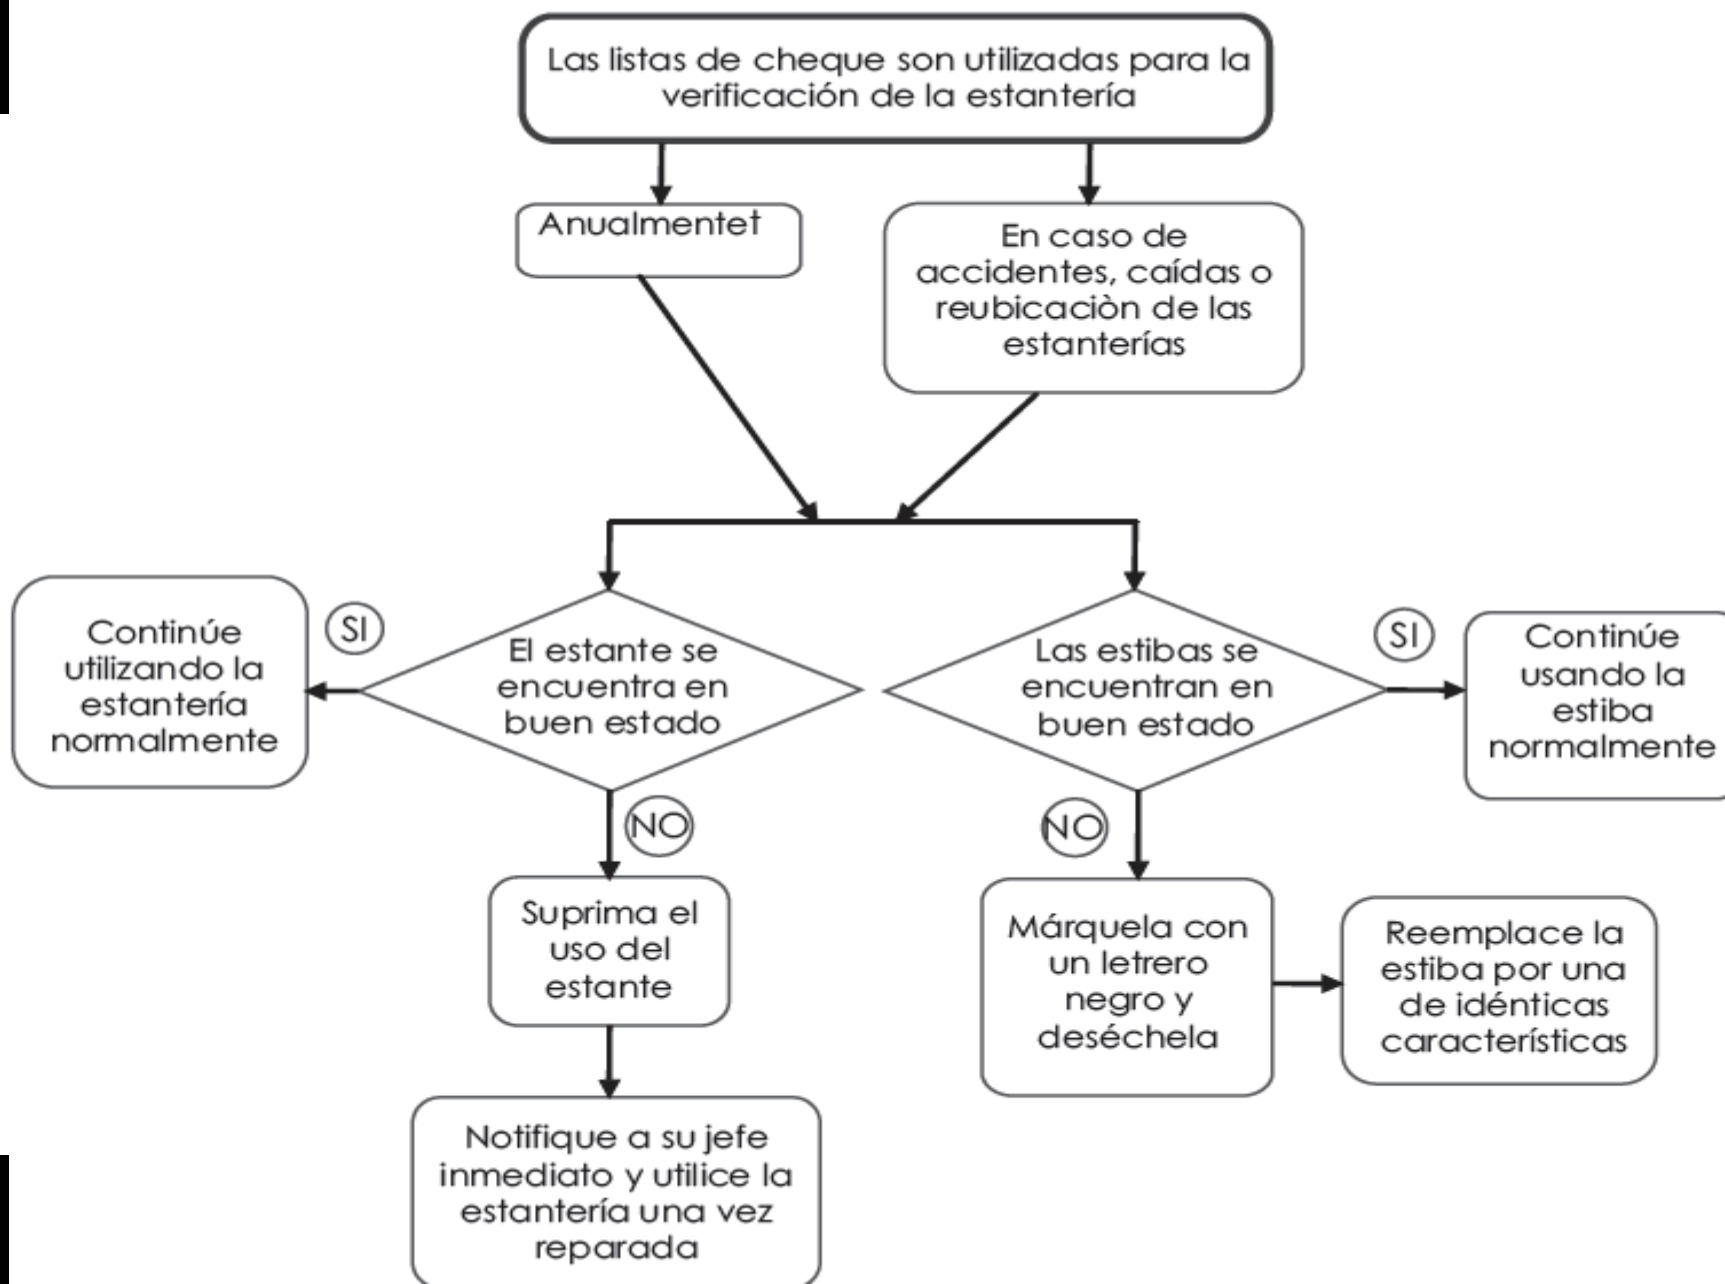 Las listas de cheque son utilizadas para la
verificación de la estantería
Anualmentet
En caso de
accidentes, caídas o
reubicaciòn de las
estanterías
Continúe
utilizando la
estantería
normalmente
SI
El estante se
encuentra en
buen estado
Las estibas se
encuentran en
buen estado
SI
Continúe
usando la
estiba
normalmente
NO
NO
Suprima el
uso del
estante
Márquela con
un letrero
negro y
deséchela
Reemplace la
estiba por una
de idénticas
características
Notifique a su jefe
inmediato y utilice la
estantería una vez
reparada